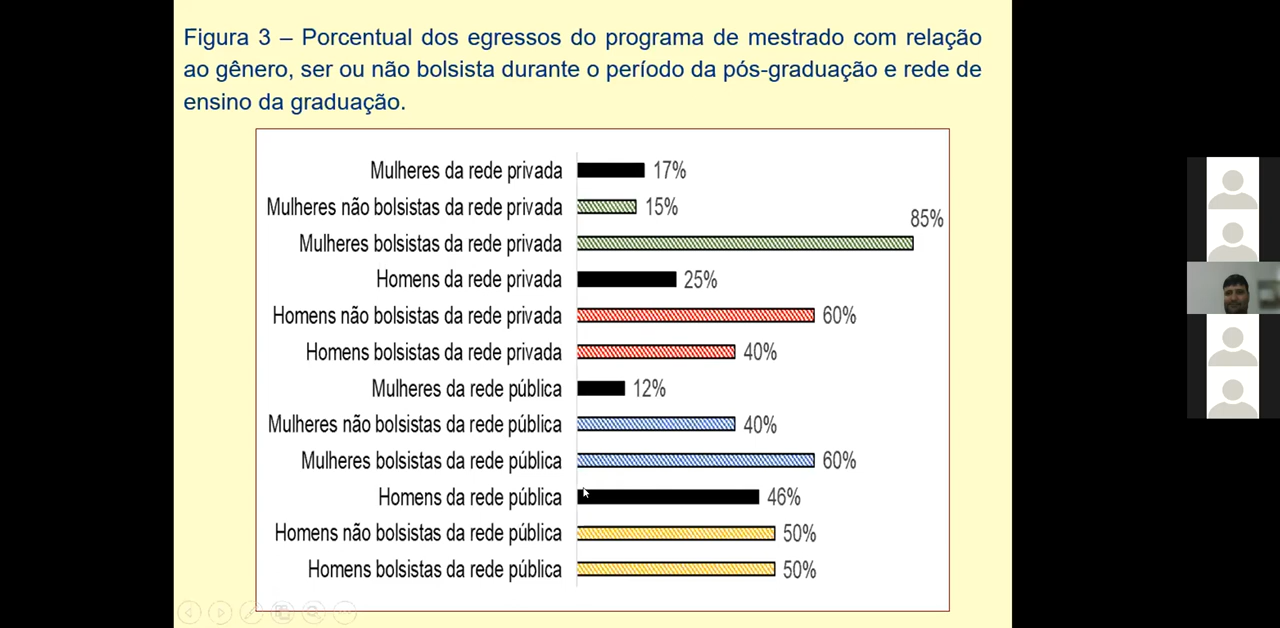 Figura 3 – Porcentual dos egressos do programa de mestrado com relação
ao gênero, ser ou não bolsista durante o período da pós-graduação e rede de
ensino da graduação.
Mulheres da rede privada 17%
Mulheres não bolsistas da rede privada 15%
Mulheres bolsistas da rede privada 85%
Homens da rede privada 25%
Homens não bolsistas da rede privada 60%
Homens bolsistas da rede privada 40%
Mulheres da rede pública 12%
Mulheres não bolsistas da rede pública 40%
Mulheres bolsistas da rede pública 60%
Homens da rede pública 46%
Homens não bolsistas da rede pública 50%
Homens bolsistas da rede pública 50%